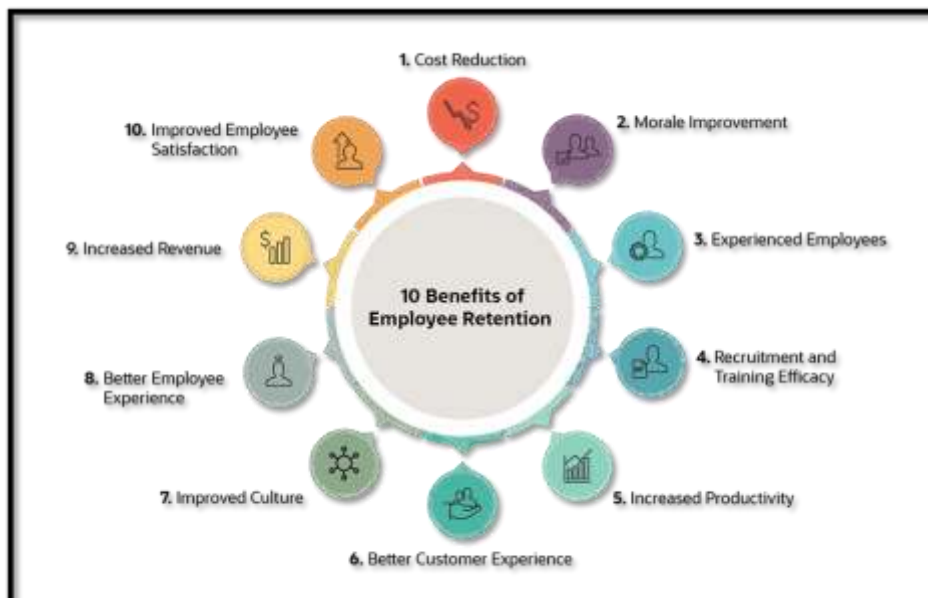 10 Benefits of
Employee Retention
1. Cost Reduction
2. Morale Improvement
3. Experienced Employees
4. Recruitment and
Training Efficacy
5. Increased Productivity
6. Better Customer Experience
7. Improved Culture
8. Better Employee
Experience
9. Increased Revenue
10. Improved Employee
Satisfaction